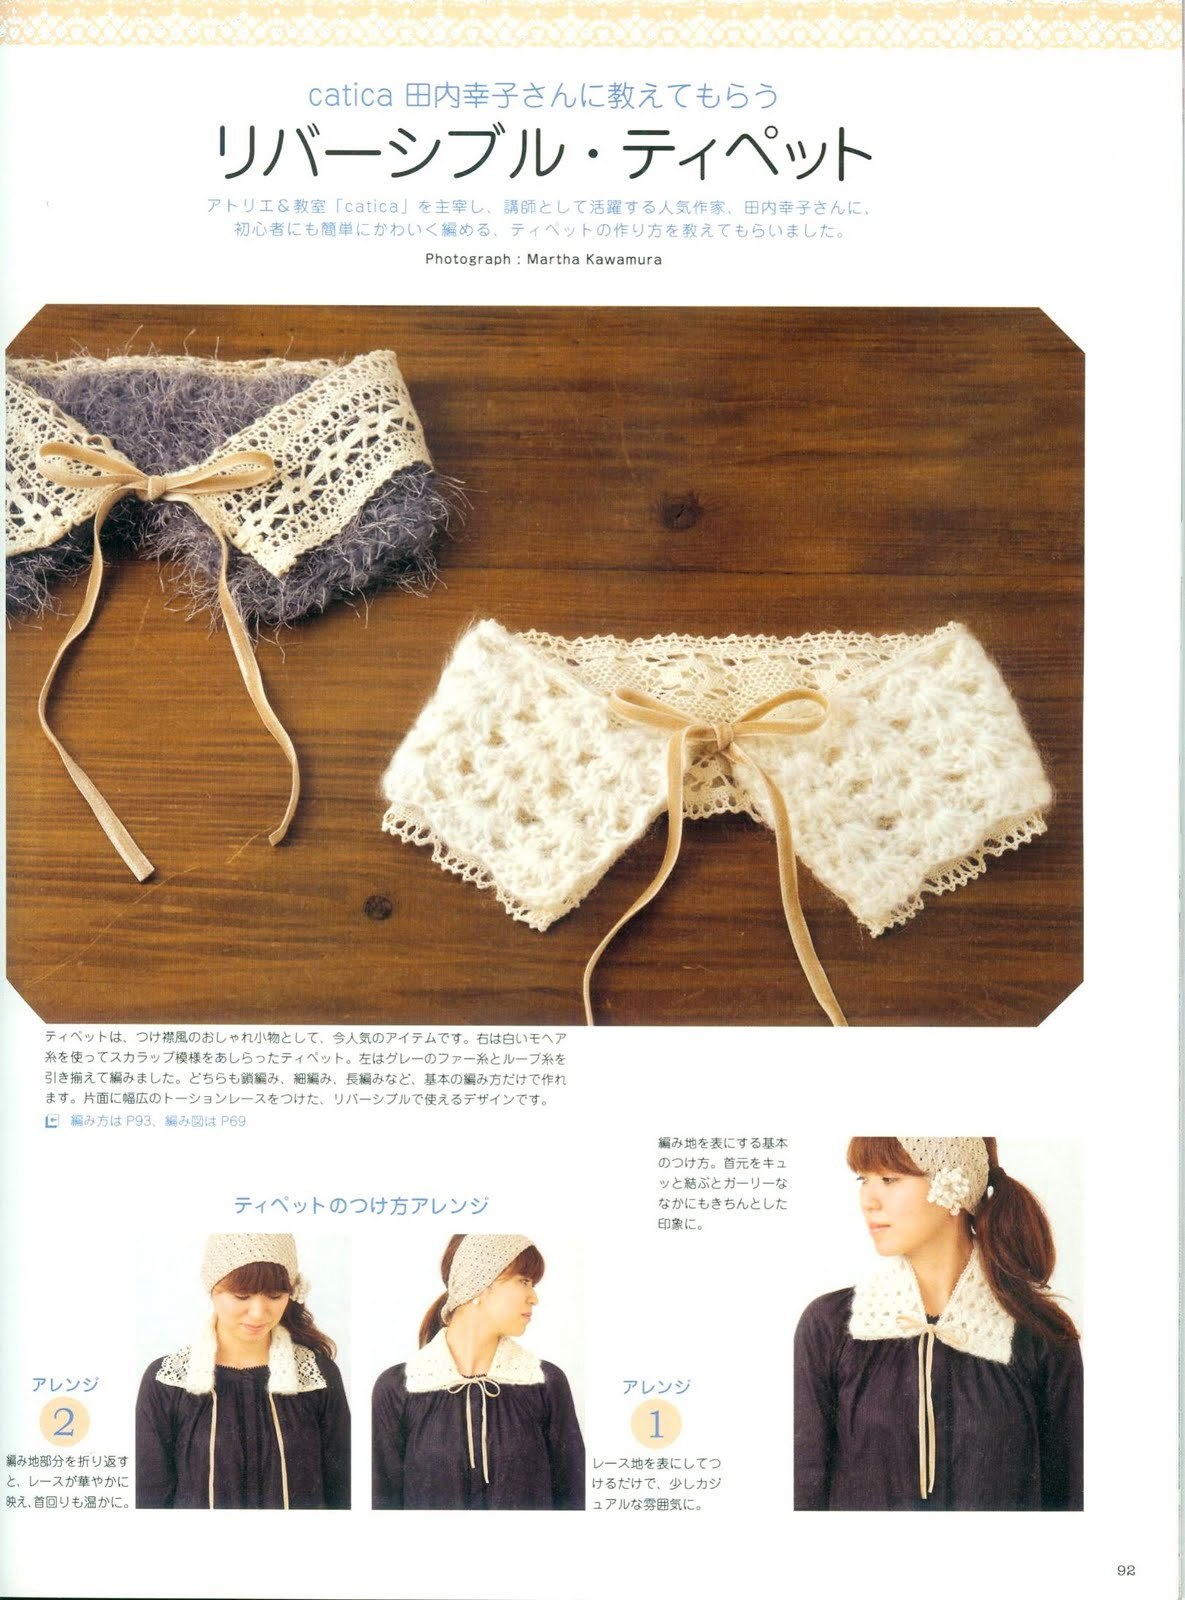 catica 田内幸子さんに教えてもらう
リバーシブル・ティペット
アトリエ＆教室「catica」を主宰し、講師として活躍する人気作家、田内幸子さんに、
初心者にも簡単にかわいく編める、ティペットの作り方を教えてもらいました。
Photograph : Martha Kawamura
ティペットは、つけ襟風のおしゃれ小物として、今人気のアイテムです。右は白いモヘア
糸を使ってスカラップ模様をあしらったティペット。左はグレーのファー糸とループ糸を
引き揃えて編みました。どちらも鎖編み、細編み、長編みなど、基本の編み方だけで作れ
ます。片面に幅広のトーションレースをつけた、リバーシブルで使えるデザインです。
編み方は P93、編み図は P69
編み地を表にする基本
のつけ方。首元をキュ
ッと結ぶとガーリーな
なかにもきちんとした
印象に。
ティペットのつけ方アレンジ
アレンジ
1
レース地を表にしてつ
けるだけで、少しカジ
ュアルな雰囲気に。
アレンジ
2
編み地部分を折り返す
と、レースが華やかに
映え、首回りも温かに。
92